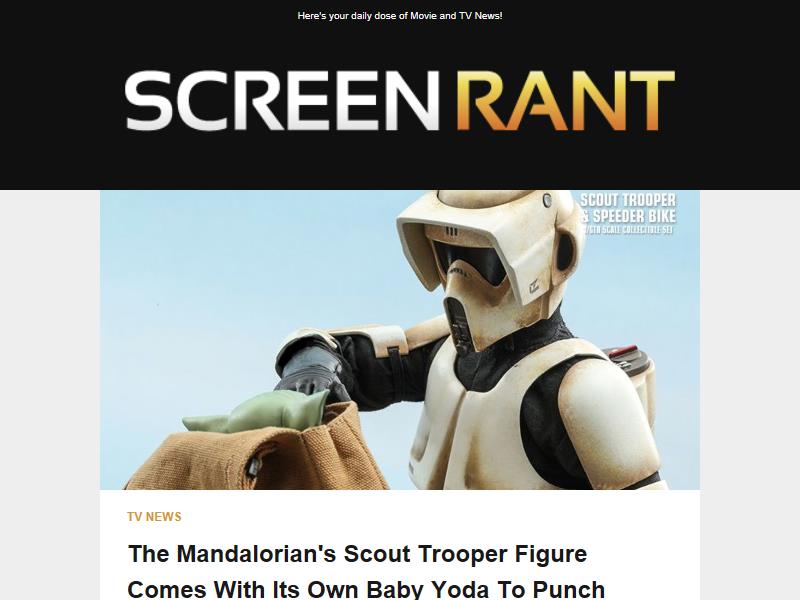 Here's your daily dose of Movie and TV News!
SCREEN RANT
SCOUT TROOPER
& SPEEDER BIKE
1/6TH SCALE COLLECTIBLE SET
TV NEWS
The Mandalorian's Scout Trooper Figure
Comes With Its Own Baby Yoda To Punch